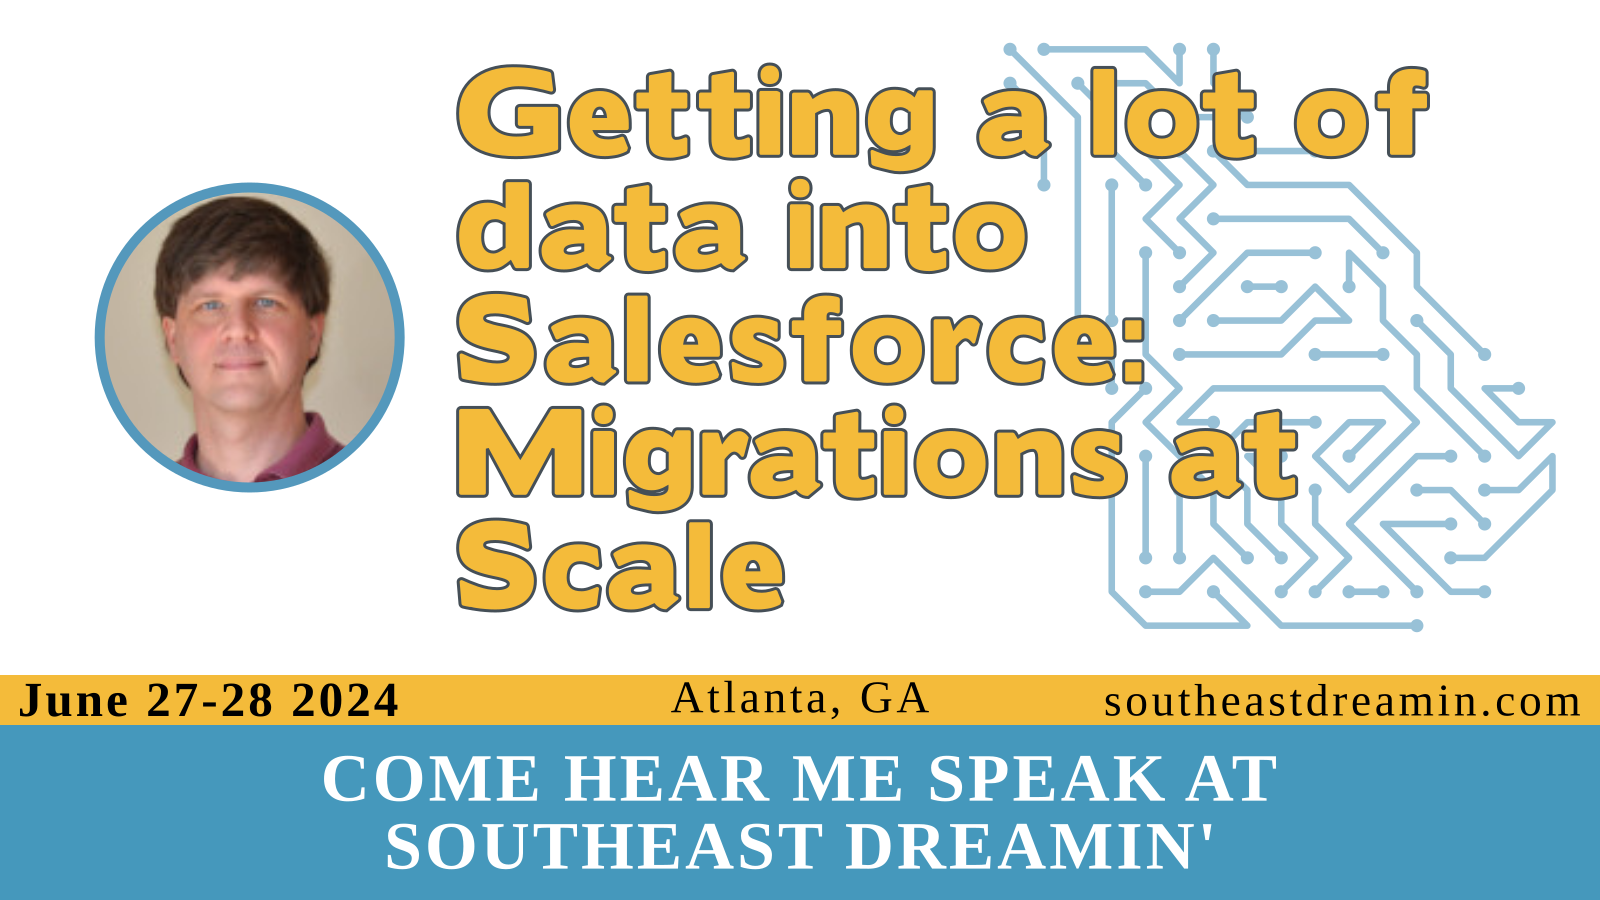 Getting a lot of
data into
Salesforce:
Migrations at
Scale
June 27-28 2024
Atlanta, GA
southeastdreamin.com
COME HEAR ME SPEAK AT
SOUTHEAST DREAMIN'